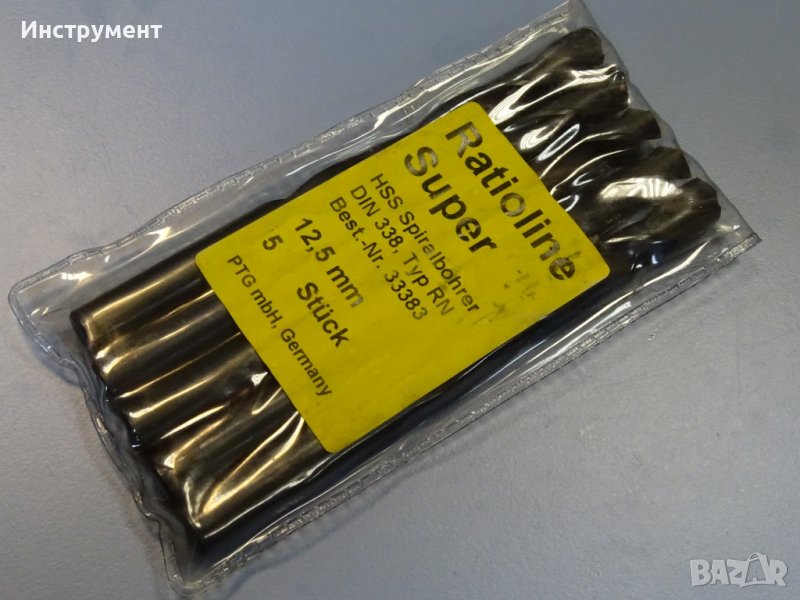 Инструмент
Ratioline
Super
HSS Spiralbohrer
DIN 338, Typ RN
Best.-Nr. 33383
12,5 mm
5 Stück
PTG mbH, Germany
BAZAR